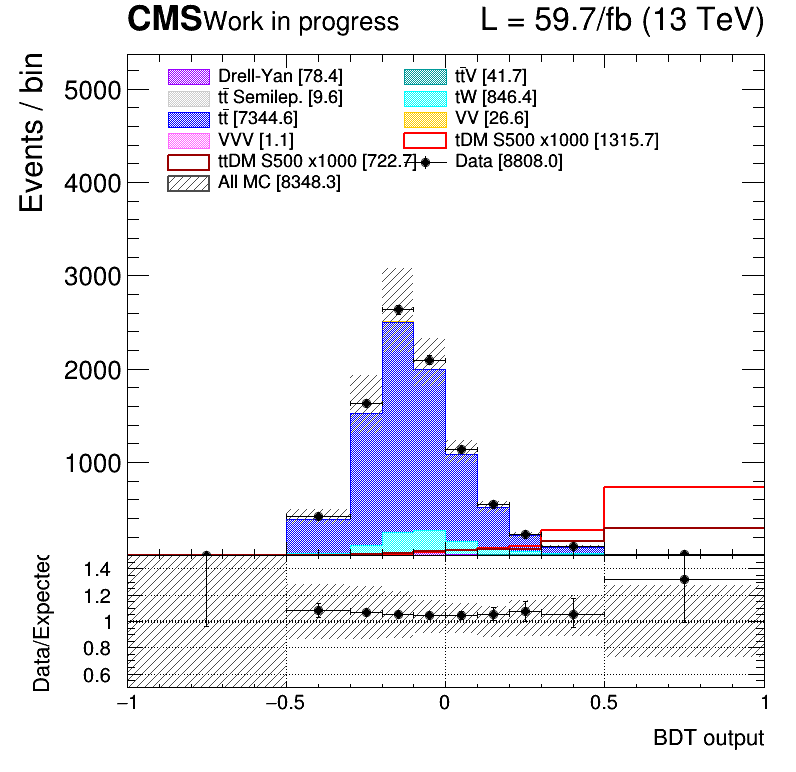 CMS Work in progress L = 59.7/fb (13 TeV)
Events / bin
Drell-Yan [78.4] tt̄V [41.7]
tt̄ Semilep. [9.6] tW [846.4]
tt̄ [7344.6] VV [26.6]
VVV [1.1] tDM S500 x1000 [1315.7]
ttDM S500 x1000 [722.7] Data [8808.0]
All MC [8348.3]
5000
4000
3000
2000
1000
Data/Expected
1.4
1.2
1
0.8
0.6
−1 −0.5 0 0.5 1
BDT output